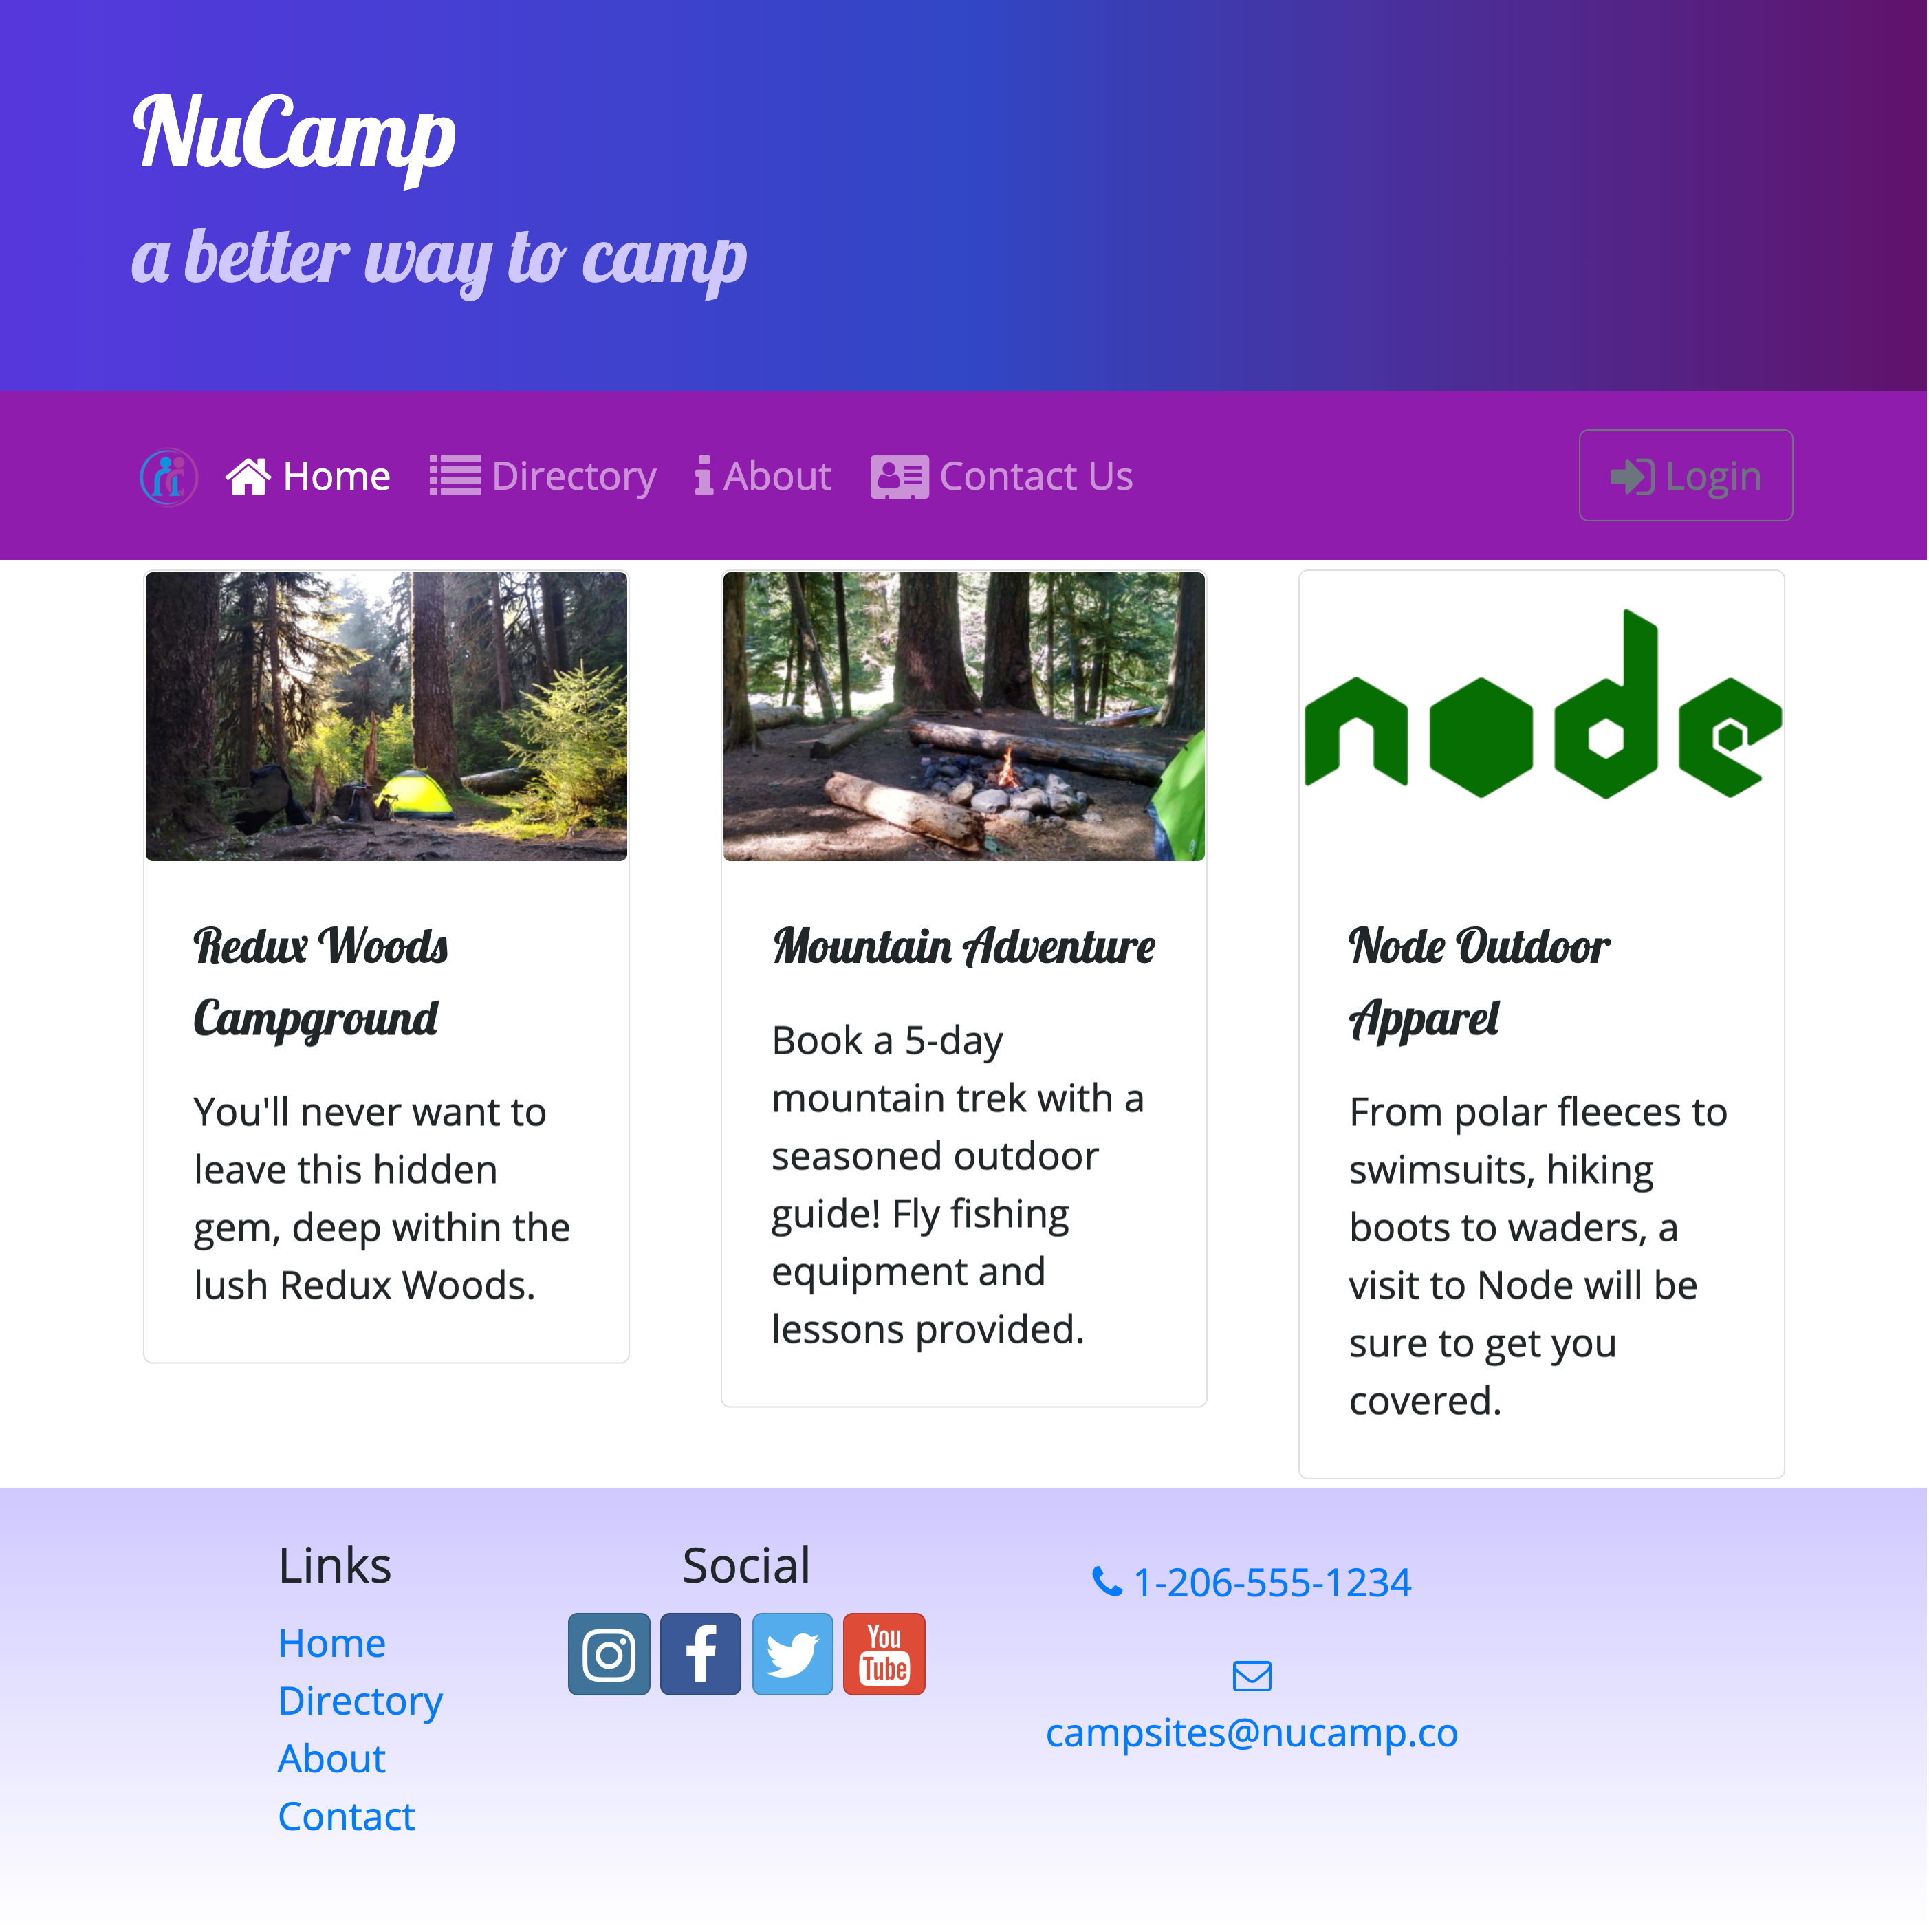 NuCamp
a better way to camp
Home Directory About Contact Us Login
node
Redux Woods
Campground
You'll never want to
leave this hidden
gem, deep within the
lush Redux Woods.
Mountain Adventure
Book a 5-day
mountain trek with a
seasoned outdoor
guide! Fly fishing
equipment and
lessons provided.
Node Outdoor
Apparel
From polar fleeces to
swimsuits, hiking
boots to waders, a
visit to Node will be
sure to get you
covered.
Links
Home
Directory
About
Contact
Social
You
Tube
1-206-555-1234
campsites@nucamp.co